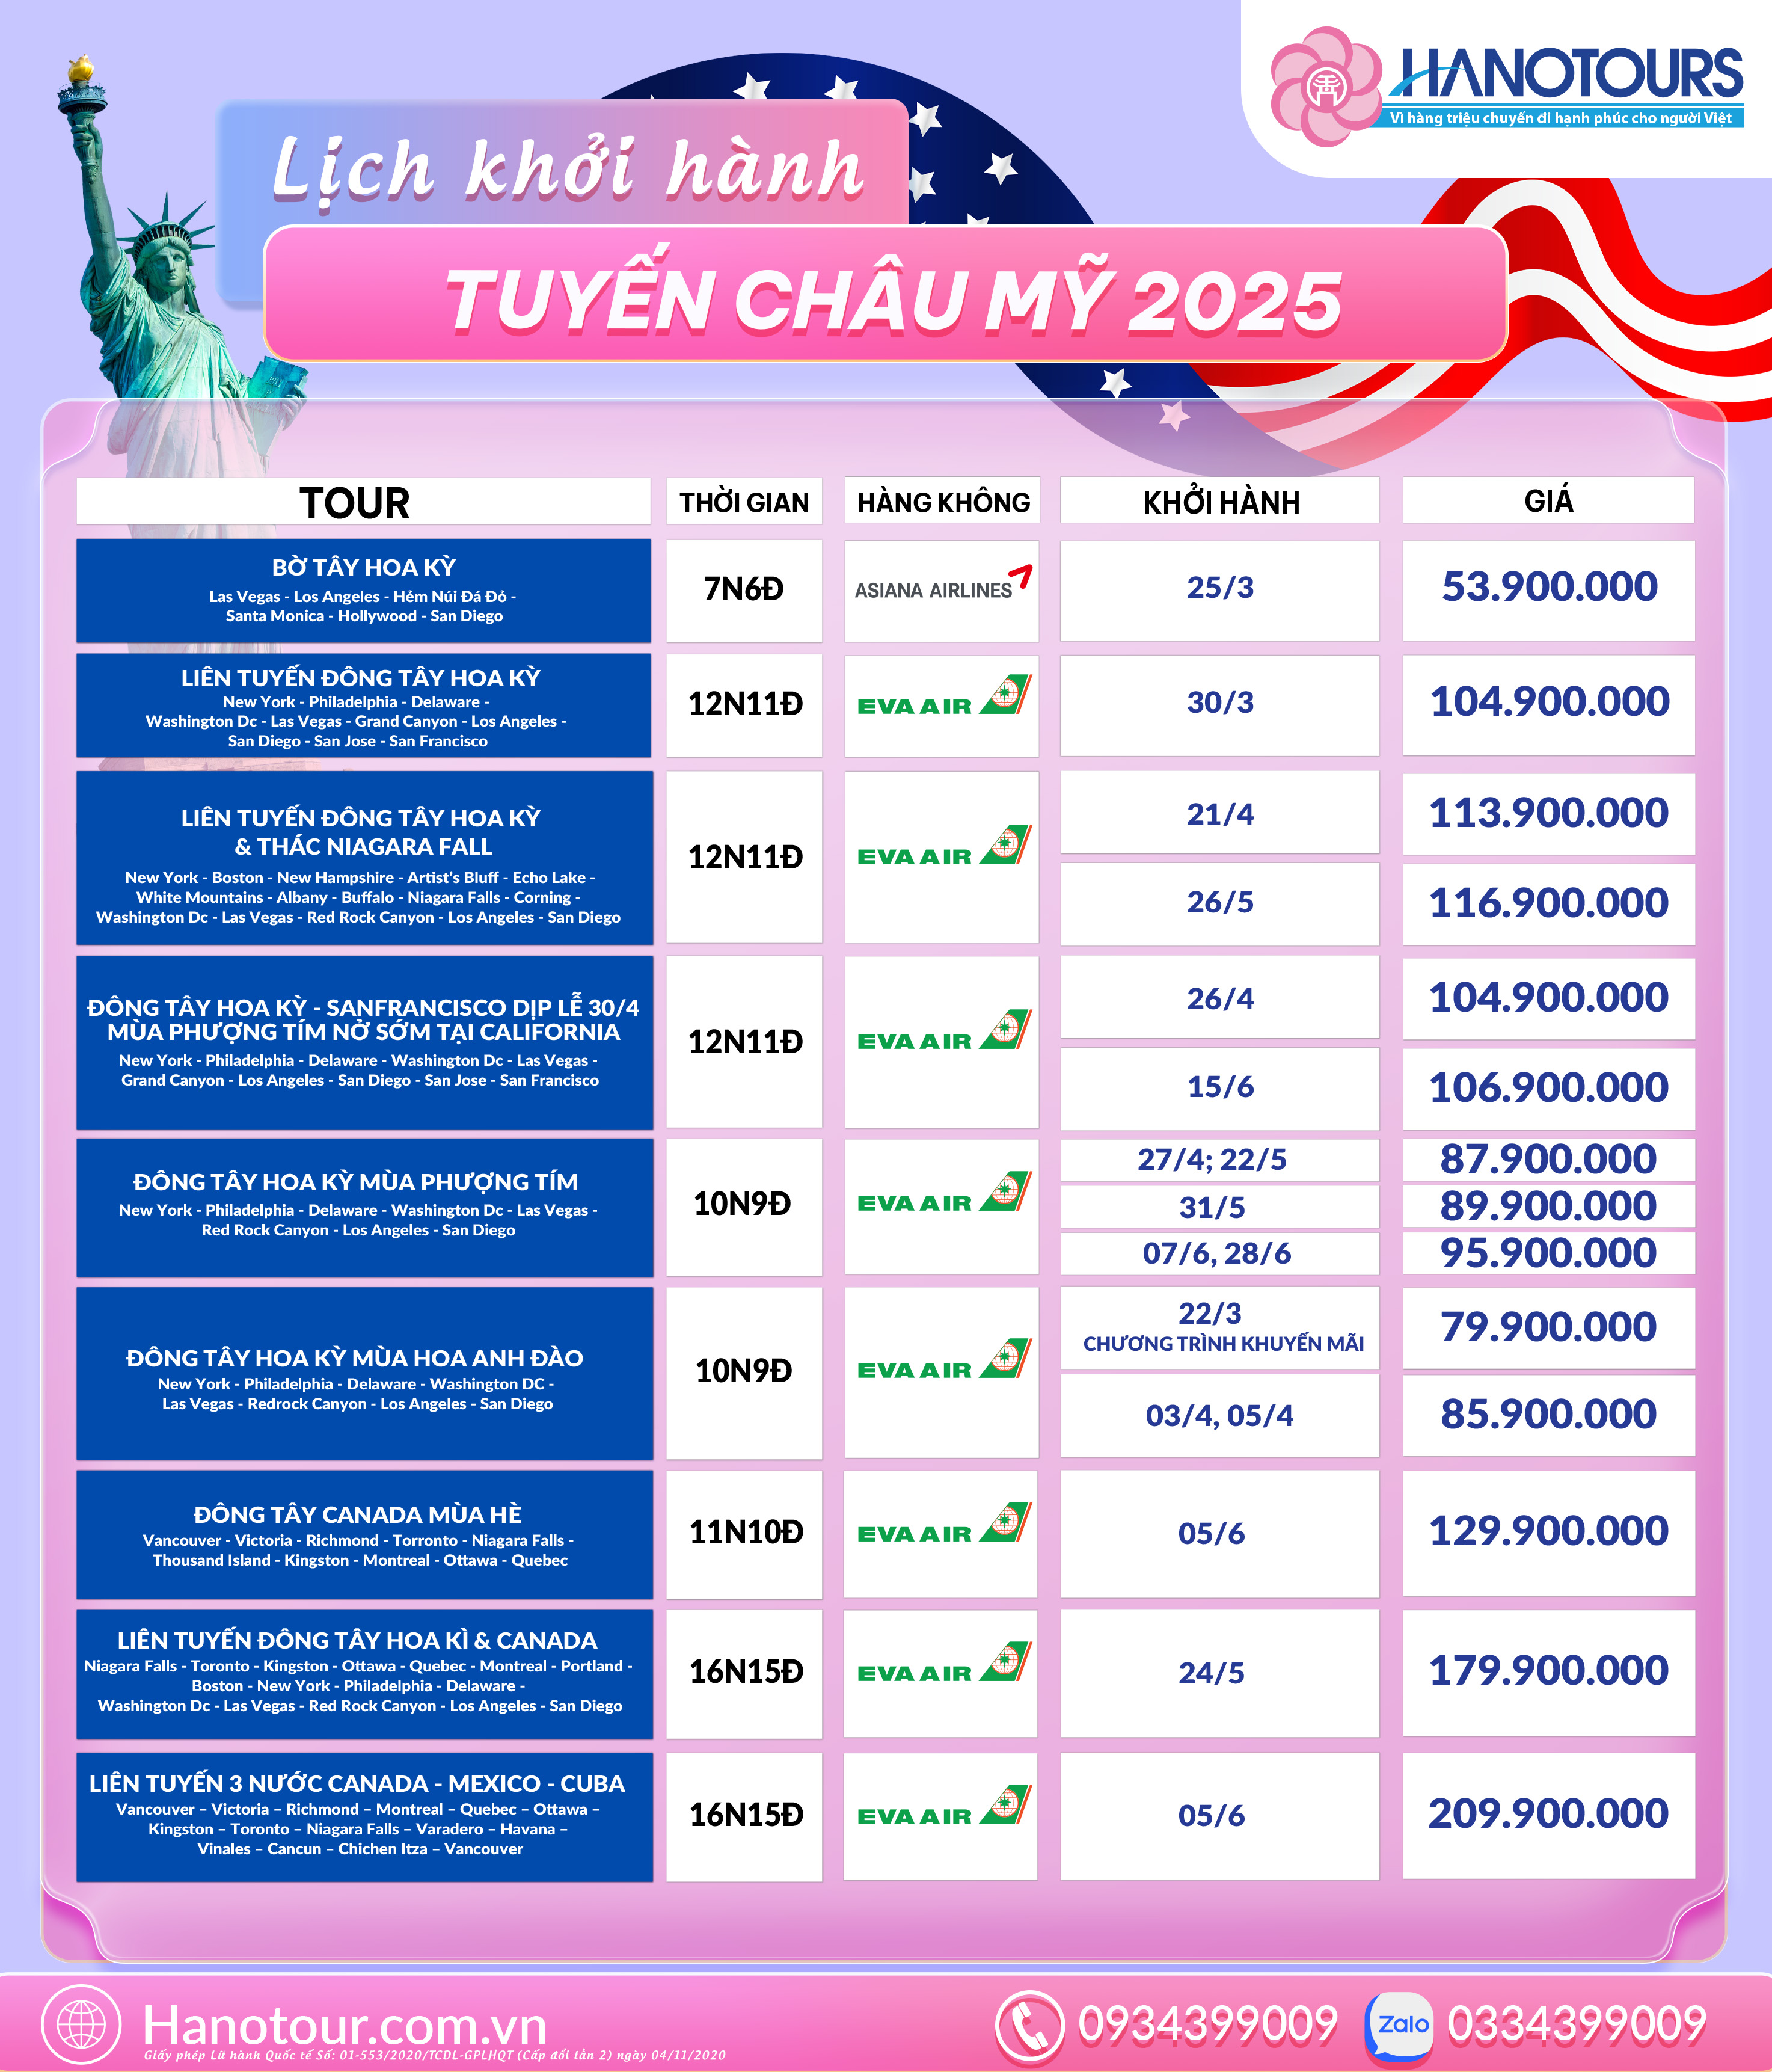 HANOTOURS
Vì hàng triệu chuyến đi hạnh phúc cho người Việt
Lịch khởi hành
TUYẾN CHÂU MỸ 2025
TOUR
THỜI GIAN
HÀNG KHÔNG
KHỞI HÀNH
GIÁ
BỜ TÂY HOA KỲ
Las Vegas - Los Angeles - Hẻm Núi Đá Đỏ -
Santa Monica - Hollywood - San Diego
7N6Đ
ASIANA AIRLINES
25/3
53.900.000
LIÊN TUYẾN ĐÔNG TÂY HOA KỲ
New York - Philadelphia - Delaware -
Washington Dc - Las Vegas - Grand Canyon - Los Angeles -
San Diego - San Jose - San Francisco
12N11Đ
EVA AIR
30/3
104.900.000
LIÊN TUYẾN ĐÔNG TÂY HOA KỲ
& THÁC NIAGARA FALL
New York - Boston - New Hampshire - Artist's Bluff - Echo Lake -
White Mountains - Albany - Buffalo - Niagara Falls - Corning -
Washington Dc - Las Vegas - Red Rock Canyon - Los Angeles - San Diego
12N11Đ
EVA AIR
21/4
113.900.000
26/5
116.900.000
ĐÔNG TÂY HOA KỲ - SANFRANCISCO DỊP LỄ 30/4
MÙA PHƯỢNG TÍM NỞ SỚM TẠI CALIFORNIA
New York - Philadelphia - Delaware - Washington Dc - Las Vegas -
Grand Canyon - Los Angeles - San Diego - San Jose - San Francisco
12N11Đ
EVA AIR
26/4
104.900.000
15/6
106.900.000
ĐÔNG TÂY HOA KỲ MÙA PHƯỢNG TÍM
New York - Philadelphia - Delaware - Washington Dc - Las Vegas -
Red Rock Canyon - Los Angeles - San Diego
10N9Đ
EVA AIR
27/4; 22/5
87.900.000
31/5
89.900.000
07/6, 28/6
95.900.000
ĐÔNG TÂY HOA KỲ MÙA HOA ANH ĐÀO
New York - Philadelphia - Delaware - Washington DC -
Las Vegas - Redrock Canyon - Los Angeles - San Diego
10N9Đ
EVA AIR
22/3
CHƯƠNG TRÌNH KHUYẾN MÃI
79.900.000
03/4, 05/4
85.900.000
ĐÔNG TÂY CANADA MÙA HÈ
Vancouver - Victoria - Richmond - Torronto - Niagara Falls -
Thousand Island - Kingston - Montreal - Ottawa - Quebec
11N10Đ
EVA AIR
05/6
129.900.000
LIÊN TUYẾN ĐÔNG TÂY HOA KÌ & CANADA
Niagara Falls - Toronto - Kingston - Ottawa - Quebec - Montreal - Portland -
Boston - New York - Philadelphia - Delaware -
Washington Dc - Las Vegas - Red Rock Canyon - Los Angeles - San Diego
16N15Đ
EVA AIR
24/5
179.900.000
LIÊN TUYẾN 3 NƯỚC CANADA - MEXICO - CUBA
Vancouver – Victoria – Richmond – Montreal – Quebec – Ottawa –
Kingston – Toronto – Niagara Falls – Varadero – Havana –
Vinales – Cancun – Chichen Itza – Vancouver
16N15Đ
EVA AIR
05/6
209.900.000
Hanotour.com.vn
Giấy phép Lữ hành Quốc tế Số: 01-553/2020/TCDL-GPLHQT (Cấp đổi lần 2) ngày 04/11/2020
0934399009
Zalo
0334399009